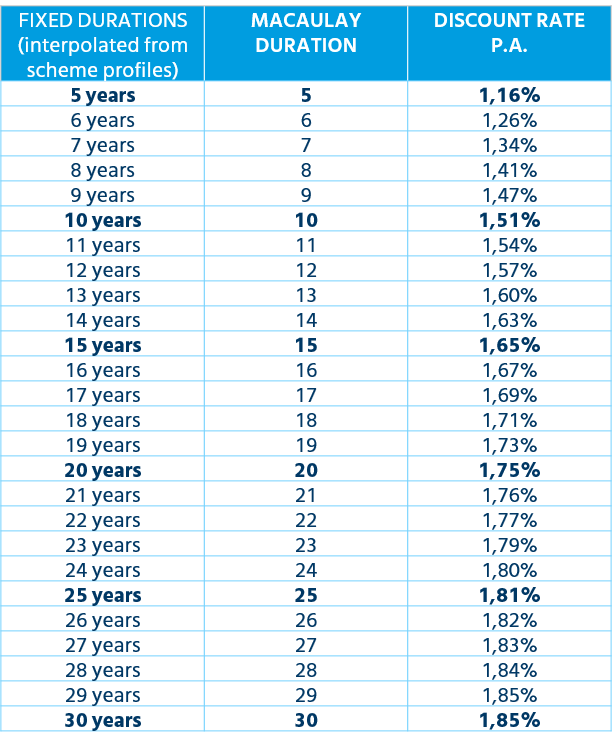 FIXED DURATIONS
(interpolated from
scheme profiles)
MACAULAY
DURATION
DISCOUNT RATE
P.A.
5 years 5 1,16%
6 years 6 1,26%
7 years 7 1,34%
8 years 8 1,41%
9 years 9 1,47%
10 years 10 1,51%
11 years 11 1,54%
12 years 12 1,57%
13 years 13 1,60%
14 years 14 1,63%
15 years 15 1,65%
16 years 16 1,67%
17 years 17 1,69%
18 years 18 1,71%
19 years 19 1,73%
20 years 20 1,75%
21 years 21 1,76%
22 years 22 1,77%
23 years 23 1,79%
24 years 24 1,80%
25 years 25 1,81%
26 years 26 1,82%
27 years 27 1,83%
28 years 28 1,84%
29 years 29 1,85%
30 years 30 1,85%